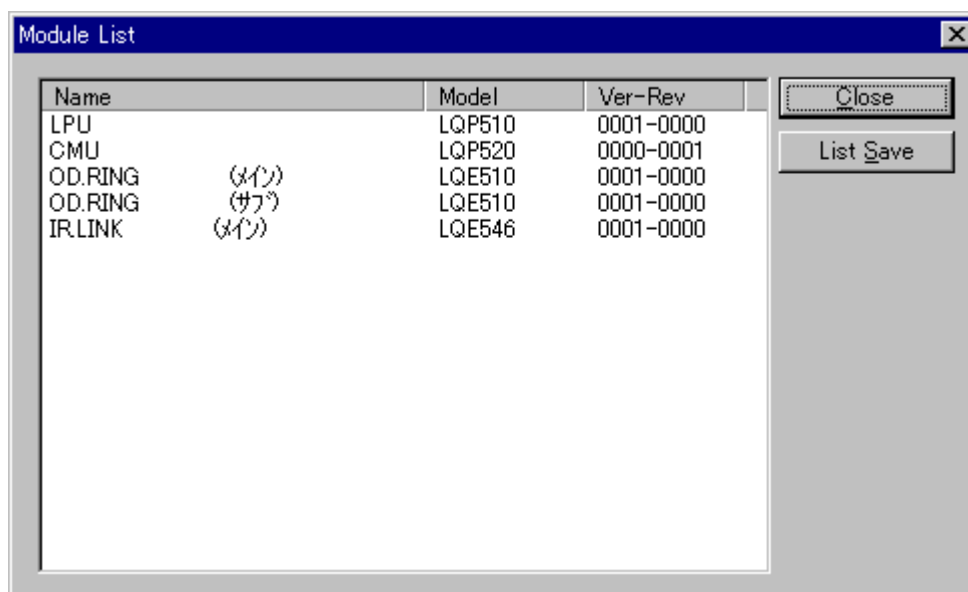 Module List
Name Model Ver-Rev
LPU LQP510 0001-0000
CMU LQP520 0000-0001
OD.RING (ﾒｲﾝ) LQE510 0001-0000
OD.RING (ｻﾌﾞ) LQE510 0001-0000
IR.LINK (ﾒｲﾝ) LQE546 0001-0000
Close
List Save